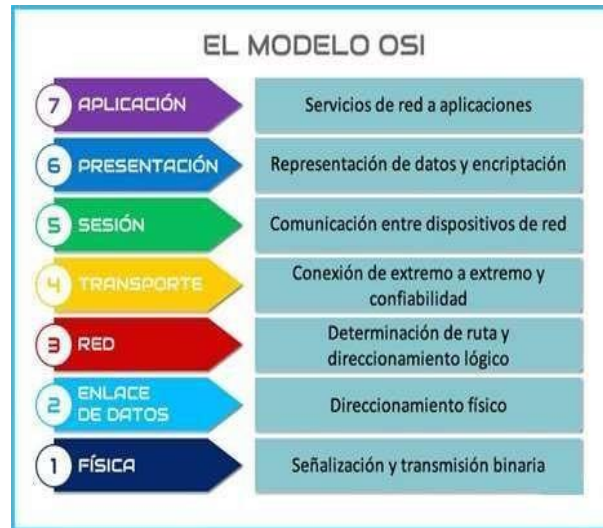 EL MODELO OSI
7 APLICACIÓN
Servicios de red a aplicaciones
6 PRESENTACIÓN
Representación de datos y encriptación
5 SESIÓN
Comunicación entre dispositivos de red
4 TRANSPORTE
Conexión de extremo a extremo y
confiabilidad
3 RED
Determinación de ruta y
direccionamiento lógico
2 ENLACE
DE DATOS
Direccionamiento físico
1 FÍSICA
Señalización y transmisión binaria